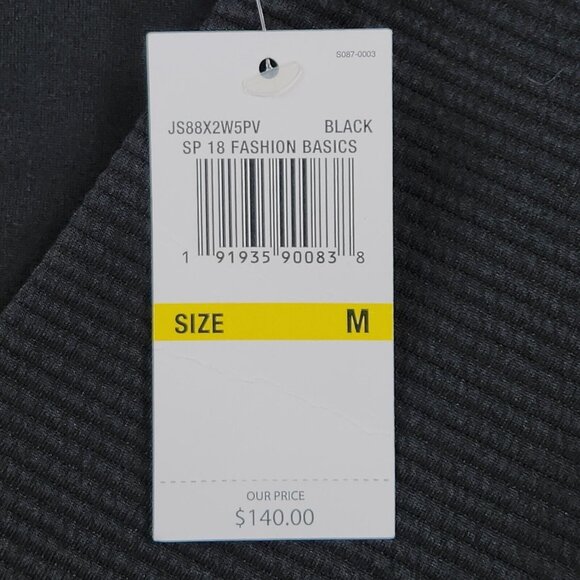 S087-0003
JS88X2W5PV BLACK
SP 18 FASHION BASICS
1 91935 90083 8
SIZE M
OUR PRICE
$140.00